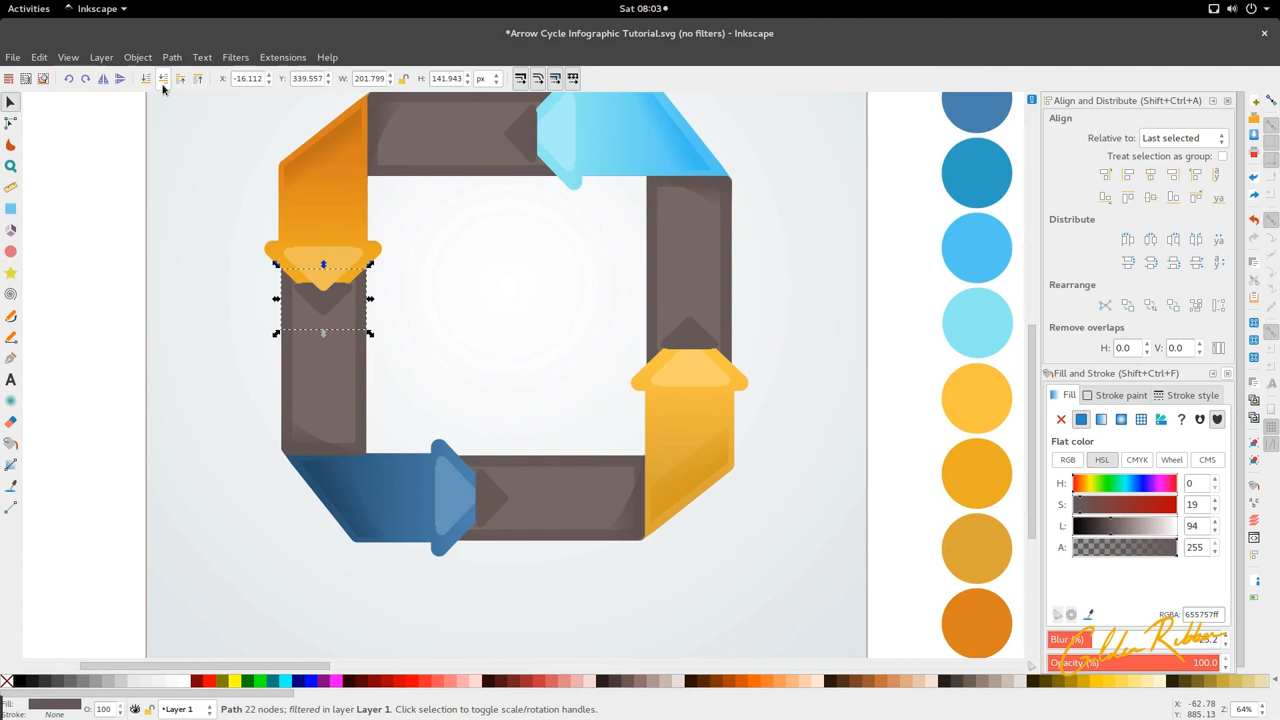 Activities Inkscape Sat 08:03
*Arrow Cycle Infographic Tutorial.svg (no filters) - Inkscape
File Edit View Layer Object Path Text Filters Extensions Help
X: -16.112 Y: 339.557 W: 201.799 H: 141.943 px
Align and Distribute (Shift+Ctrl+A)
Align
Relative to: Last selected
Treat selection as group:
Distribute
Rearrange
Remove overlaps
H: 0.0 V: 0.0
Fill and Stroke (Shift+Ctrl+F)
Fill Stroke paint Stroke style
Flat color
RGB HSL CMYK Wheel CMS
H: 0
S: 19
L: 94
A: 255
RGBA: 655757ff
Golden Ribbon
Blur (%)
Opacity (%) 100.0
Fill:
Stroke: None
O: 100
•Layer 1
Path 22 nodes; filtered in layer Layer 1. Click selection to toggle scale/rotation handles.
X: -62.78
Y: 885.13
Z: 64%